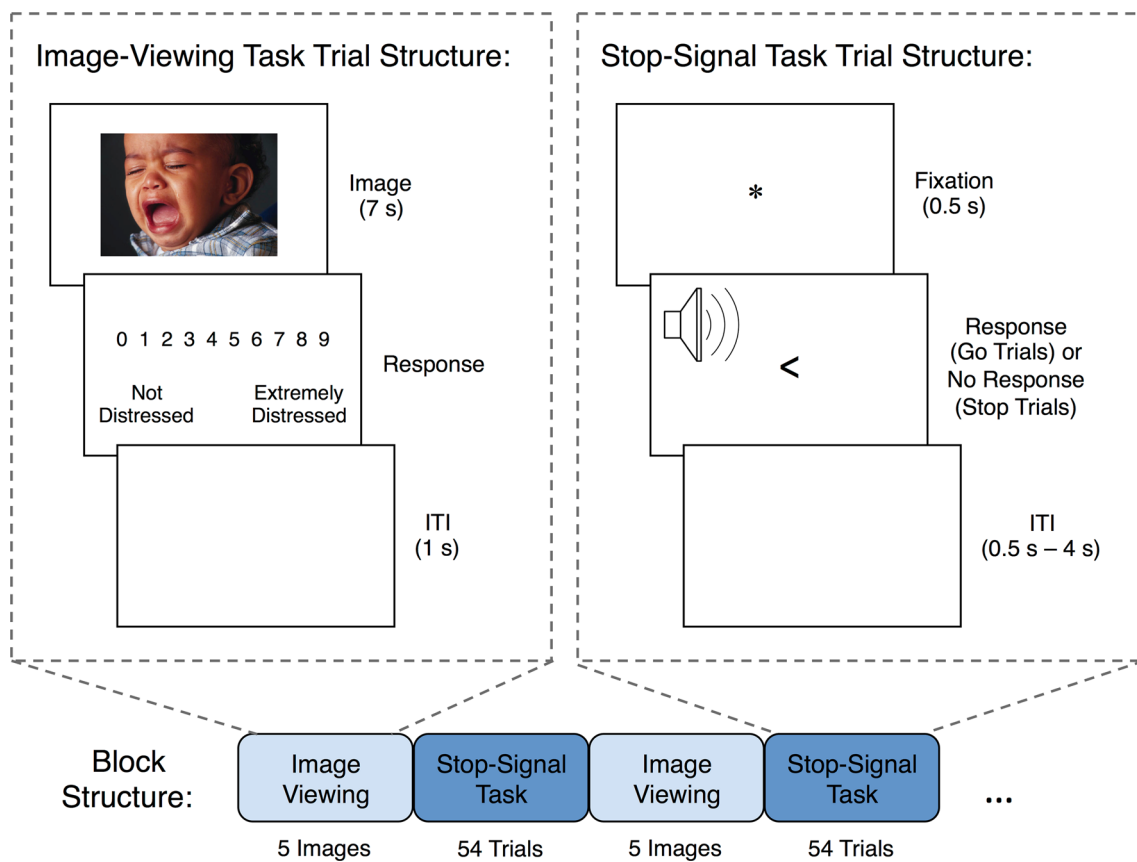 Image-Viewing Task Trial Structure:
Image
(7 s)
0 1 2 3 4 5 6 7 8 9
Not
Distressed
Extremely
Distressed
Response
ITI
(1 s)
Stop-Signal Task Trial Structure:
*
Fixation
(0.5 s)
<
Response
(Go Trials) or
No Response
(Stop Trials)
ITI
(0.5 s – 4 s)
Block
Structure:
Image
Viewing
Stop-Signal
Task
Image
Viewing
Stop-Signal
Task
...
5 Images
54 Trials
5 Images
54 Trials